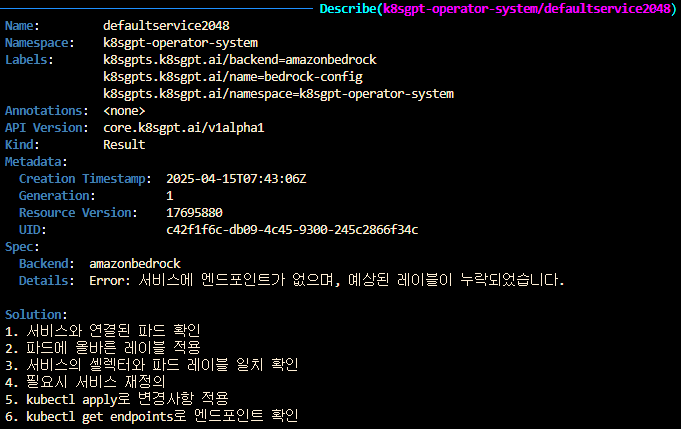 Describe(k8sgpt-operator-system/defaultservice2048)
Name: defaultservice2048
Namespace: k8sgpt-operator-system
Labels: k8sgpts.k8sgpt.ai/backend=amazonbedrock
k8sgpts.k8sgpt.ai/name=bedrock-config
k8sgpts.k8sgpt.ai/namespace=k8sgpt-operator-system
Annotations: <none>
API Version: core.k8sgpt.ai/v1alpha1
Kind: Result
Metadata:
Creation Timestamp: 2025-04-15T07:43:06Z
Generation: 1
Resource Version: 17695880
UID: c42f1f6c-db09-4c45-9300-245c2866f34c
Spec:
Backend: amazonbedrock
Details: Error: 서비스에 엔드포인트가 없으며, 예상된 레이블이 누락되었습니다.
Solution:
1. 서비스와 연결된 파드 확인
2. 파드에 올바른 레이블 적용
3. 서비스의 셀렉터와 파드 레이블 일치 확인
4. 필요시 서비스 재정의
5. kubectl apply로 변경사항 적용
6. kubectl get endpoints로 엔드포인트 확인